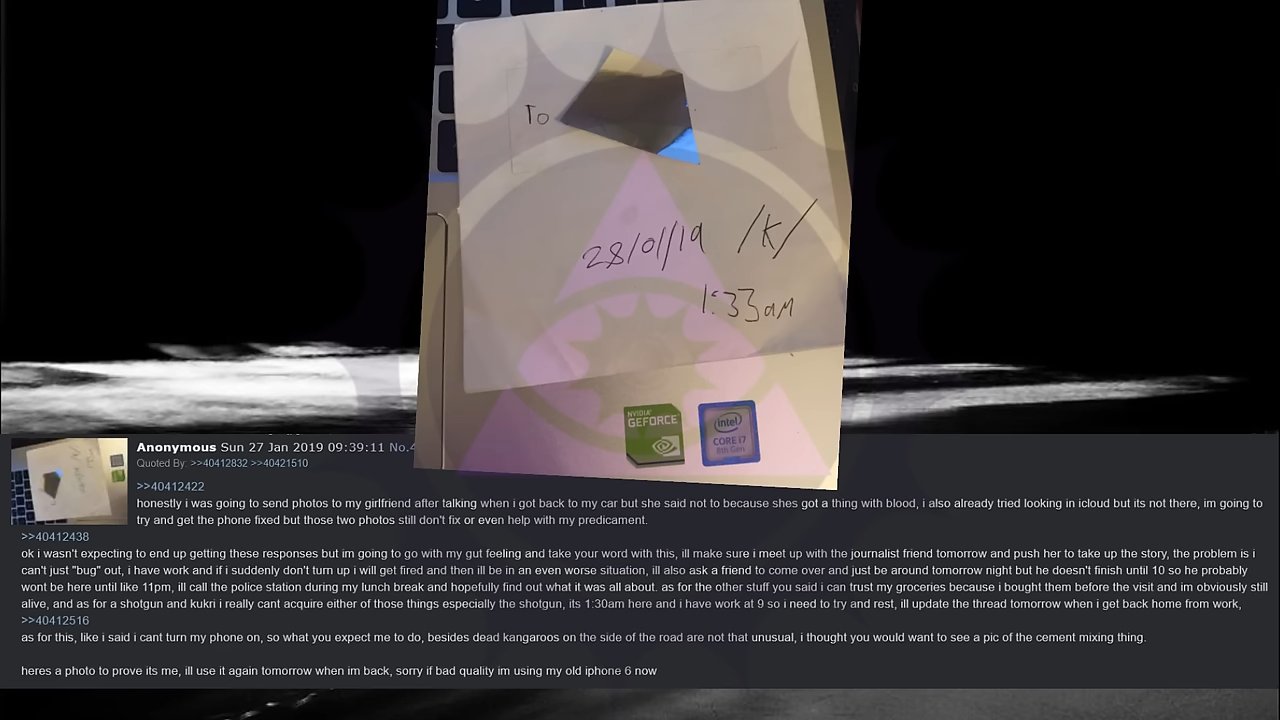 To
28/01/19 /K/
1:33am
NVIDIA
GEFORCE
intel
CORE i7
8th Gen
Anonymous Sun 27 Jan 2019 09:39:11 No.4
Quoted By: >>40412832 >>40421510
>>40412422
honestly i was going to send photos to my girlfriend after talking when i got back to my car but she said not to because shes got a thing with blood, i also already tried looking in icloud but its not there, im going to
try and get the phone fixed but those two photos still don't fix or even help with my predicament.
>>40412438
ok i wasn't expecting to end up getting these responses but im going to go with my gut feeling and take your word with this, ill make sure i meet up with the journalist friend tomorrow and push her to take up the story, the problem is i
can't just "bug" out, i have work and if i suddenly don't turn up i will get fired and then ill be in an even worse situation, ill also ask a friend to come over and just be around tomorrow night but he doesn't finish until 10 so he probably
wont be here until like 11pm, ill call the police station during my lunch break and hopefully find out what it was all about. as for the other stuff you said i can trust my groceries because i bought them before the visit and im obviously still
alive, and as for a shotgun and kukri i really cant acquire either of those things especially the shotgun, its 1:30am here and i have work at 9 so i need to try and rest, ill update the thread tomorrow when i get back home from work,
>>40412516
as for this, like i said i cant turn my phone on, so what you expect me to do, besides dead kangaroos on the side of the road are not that unusual, i thought you would want to see a pic of the cement mixing thing.
heres a photo to prove its me, ill use it again tomorrow when im back, sorry if bad quality im using my old iphone 6 now